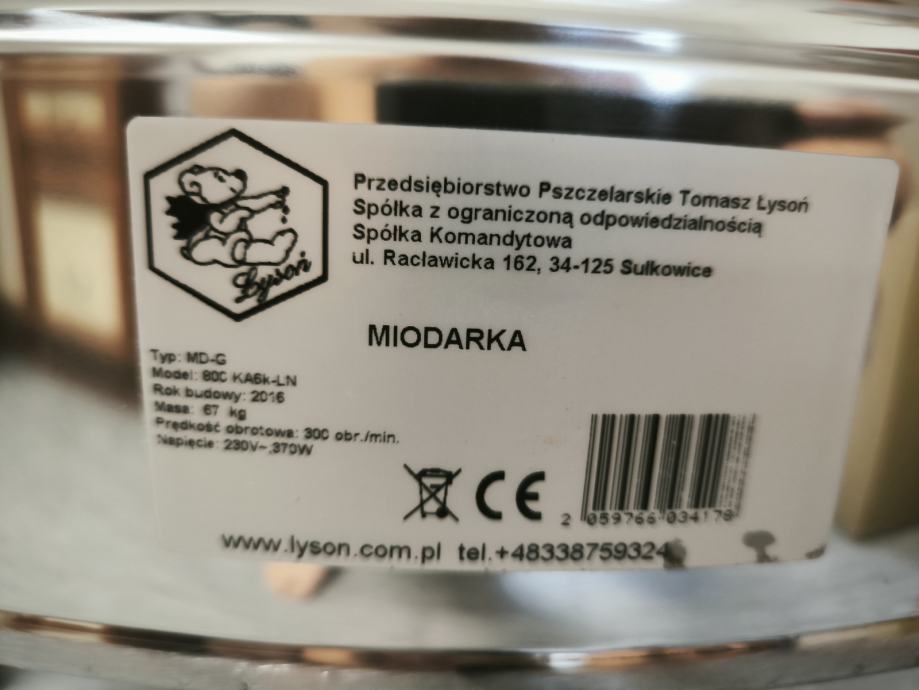 Łysoń
Przedsiębiorstwo Pszczelarskie Tomasz Łysoń
Spółka z ograniczoną odpowiedzialnością
Spółka Komandytowa
ul. Racławicka 162, 34-125 Sułkowice
MIODARKA
Typ: MD-G
Model: 800 KA6k-LN
Rok budowy: 2016
Masa: 67 kg
Prędkość obrotowa: 300 obr./min.
Napięcie: 230V~,370W
CE
2 059766 034178
www.lyson.com.pl tel.+48338759324